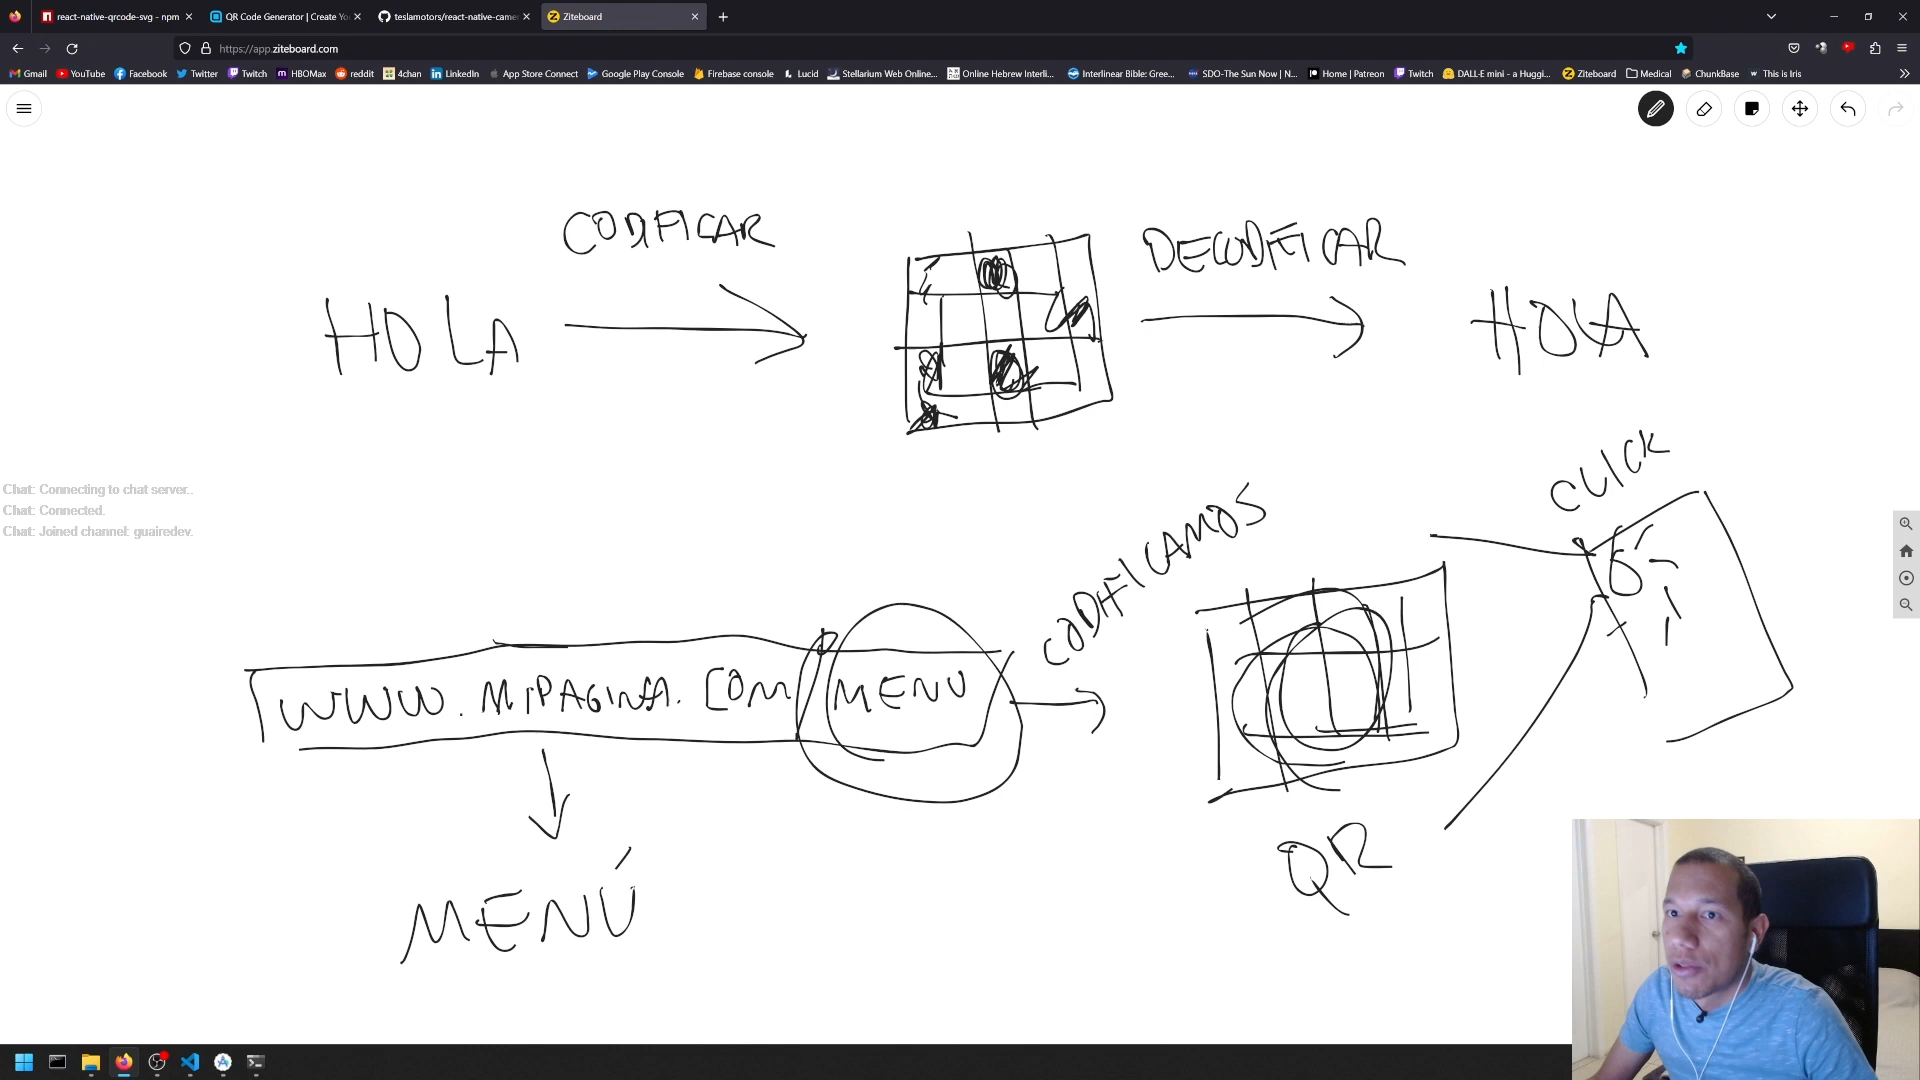 react-native-qrcode-svg - npm
QR Code Generator | Create Yo
teslamotors/react-native-came
Ziteboard
https://app.ziteboard.com
Gmail
YouTube
Facebook
Twitter
Twitch
HBOMax
reddit
4chan
LinkedIn
App Store Connect
Google Play Console
Firebase console
Lucid
Stellarium Web Online...
Online Hebrew Interli...
Interlinear Bible: Gree...
SDO-The Sun Now | N...
Home | Patreon
Twitch
DALL-E mini - a Huggi...
Ziteboard
Medical
ChunkBase
This is Iris
CODFICAR
DECODIFICAR
HOLA
HOLA
Chat: Connecting to chat server..
Chat: Connected.
Chat: Joined channel: guairedev.
CLICK
CODIFICAMOS
WWW.MIPAGINA.COM/MENU
QR
MENÚ